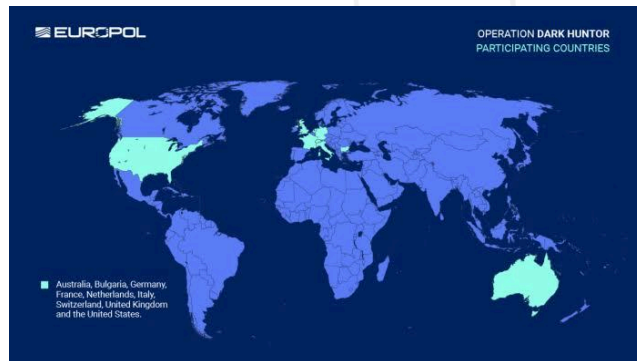 EUROPOL
OPERATION DARK HUNTOR
PARTICIPATING COUNTRIES
Australia, Bulgaria, Germany,
France, Netherlands, Italy,
Switzerland, United Kingdom
and the United States.